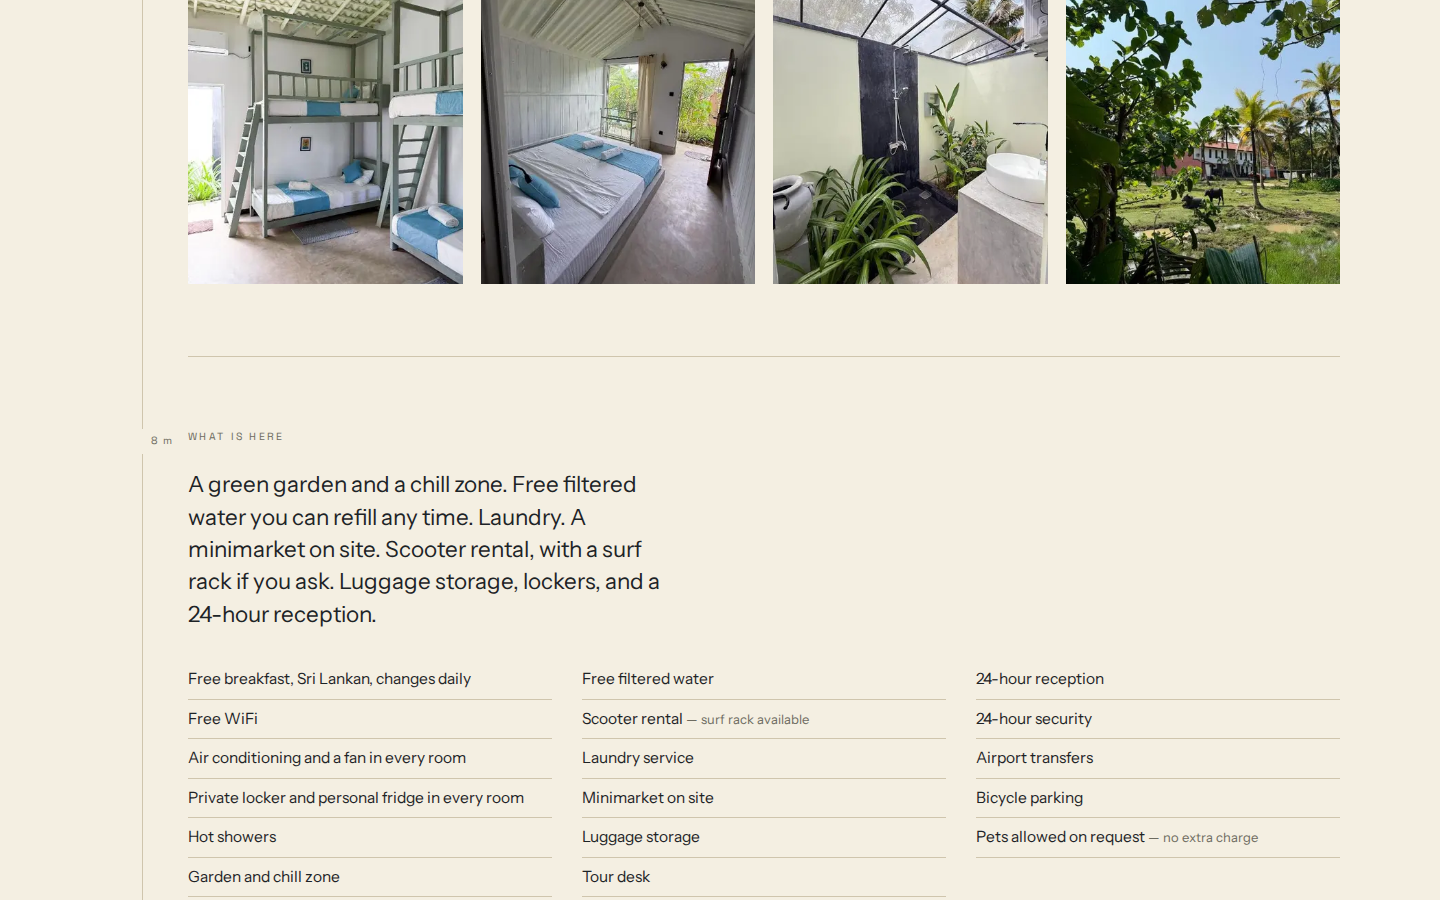 8 m
WHAT IS HERE
A green garden and a chill zone. Free filtered
water you can refill any time. Laundry. A
minimarket on site. Scooter rental, with a surf
rack if you ask. Luggage storage, lockers, and a
24-hour reception.
Free breakfast, Sri Lankan, changes daily
Free WiFi
Air conditioning and a fan in every room
Private locker and personal fridge in every room
Hot showers
Garden and chill zone
Free filtered water
Scooter rental — surf rack available
Laundry service
Minimarket on site
Luggage storage
Tour desk
24-hour reception
24-hour security
Airport transfers
Bicycle parking
Pets allowed on request — no extra charge